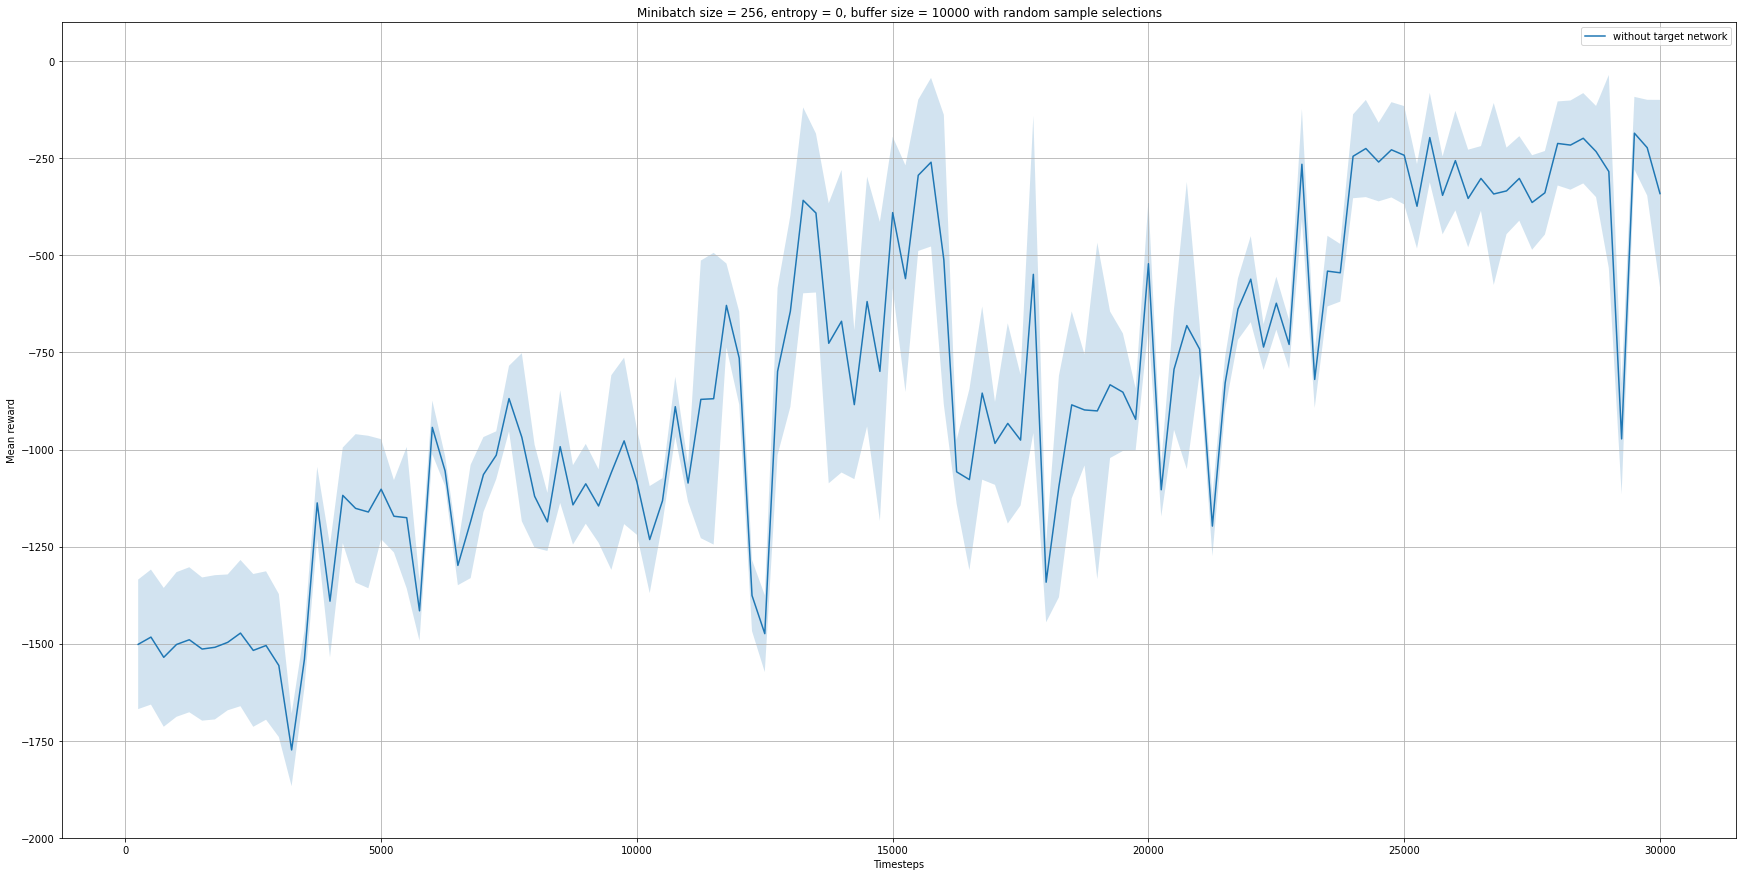 Minibatch size = 256, entropy = 0, buffer size = 10000 with random sample selections
without target network
0
−250
−500
−750
−1000
−1250
−1500
−1750
−2000
Mean reward
0 5000 10000 15000 20000 25000 30000
Timesteps